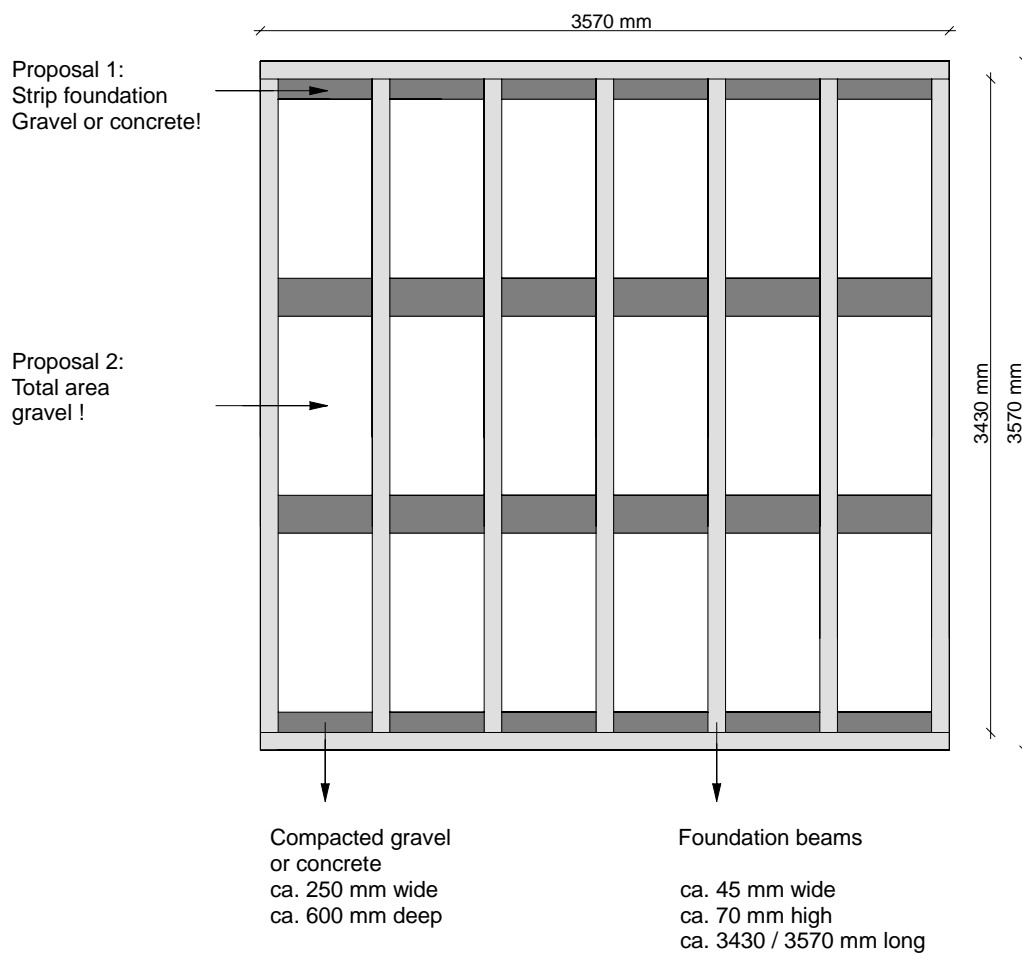 3570 mm
Proposal 1:
Strip foundation
Gravel or concrete!
Proposal 2:
Total area
gravel !
3430 mm
3570 mm
Compacted gravel
or concrete
ca. 250 mm wide
ca. 600 mm deep
Foundation beams
ca. 45 mm wide
ca. 70 mm high
ca. 3430 / 3570 mm long